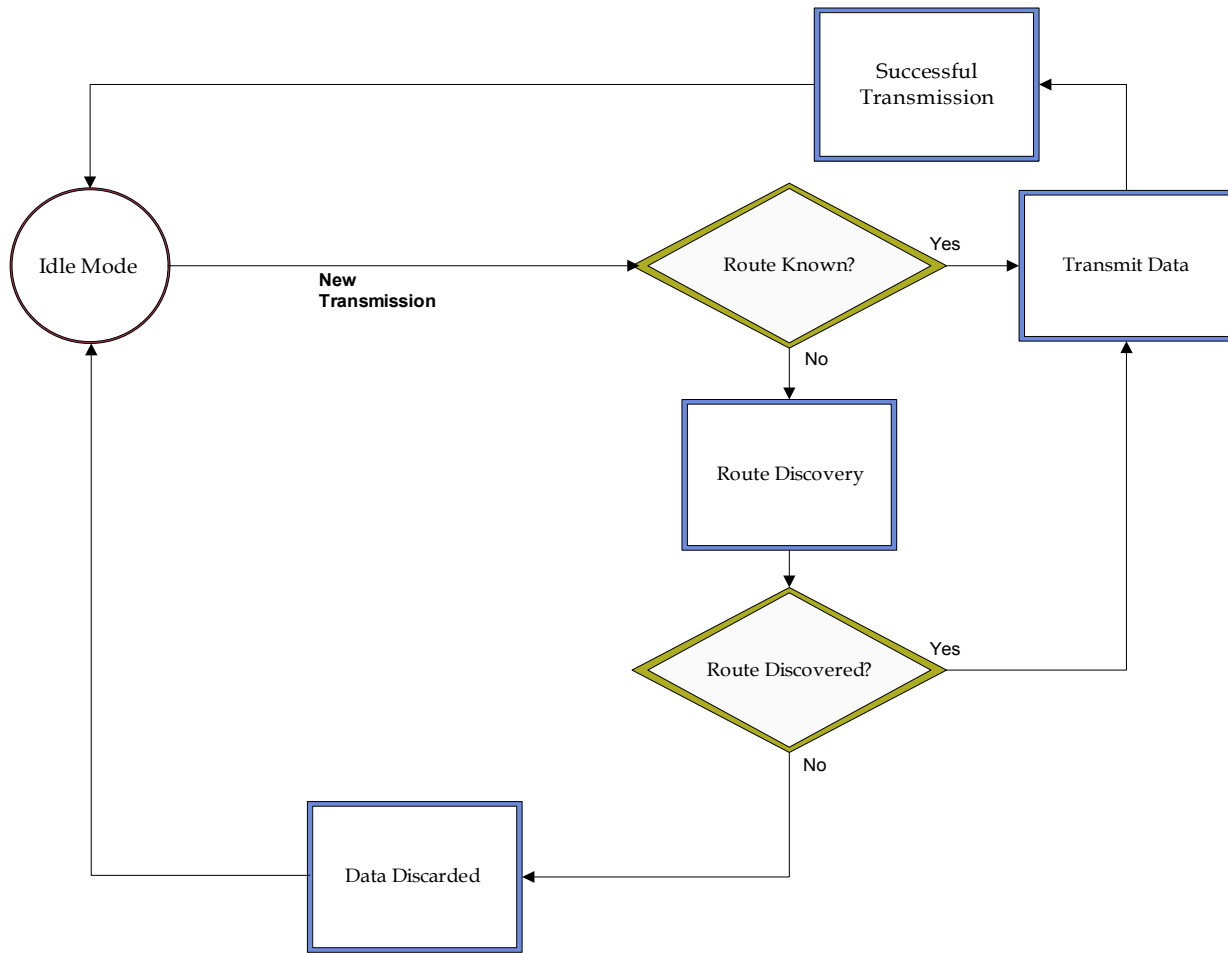 Successful
Transmission
Idle Mode
New
Transmission
Route Known?
Yes
Transmit Data
No
Route Discovery
Route Discovered?
Yes
No
Data Discarded